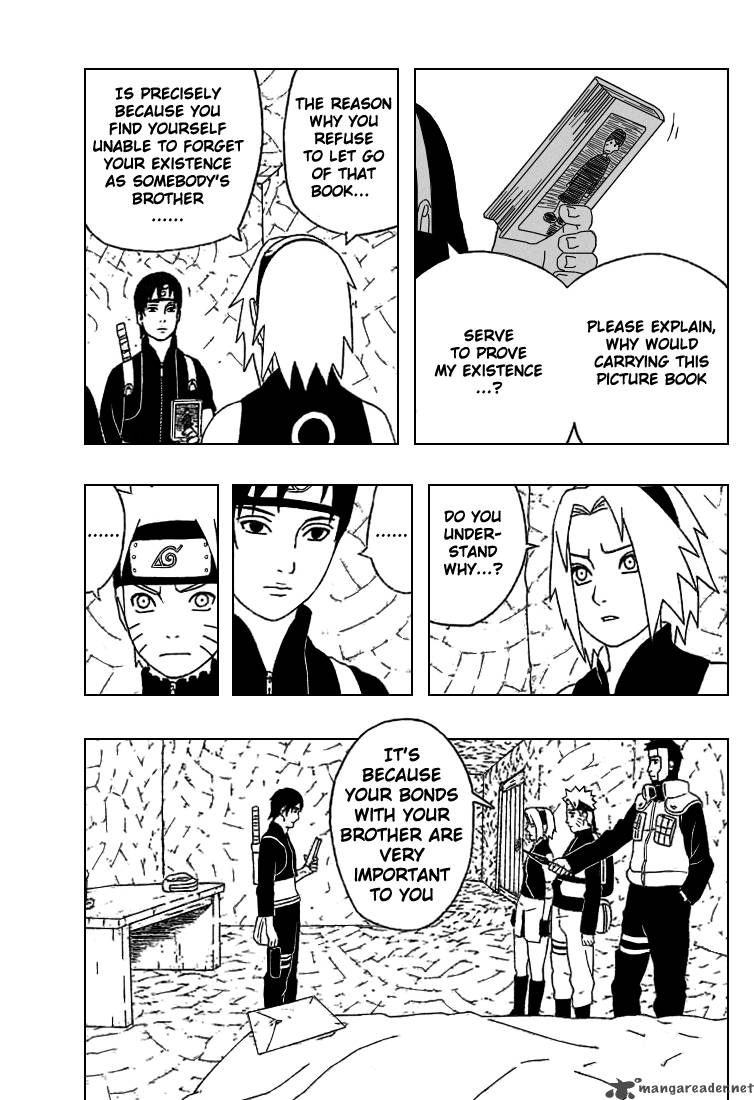 PLEASE EXPLAIN,
WHY WOULD
CARRYING THIS
PICTURE BOOK
SERVE
TO PROVE
MY EXISTENCE
...?
THE REASON
WHY YOU
REFUSE
TO LET GO
OF THAT
BOOK...
IS PRECISELY
BECAUSE YOU
FIND YOURSELF
UNABLE TO FORGET
YOUR EXISTENCE
AS SOMEBODY'S
BROTHER
......
DO YOU
UNDER-
STAND
WHY...?
........
........
IT'S
BECAUSE
YOUR BONDS
WITH YOUR
BROTHER ARE
VERY
IMPORTANT
TO YOU
mangareader.net